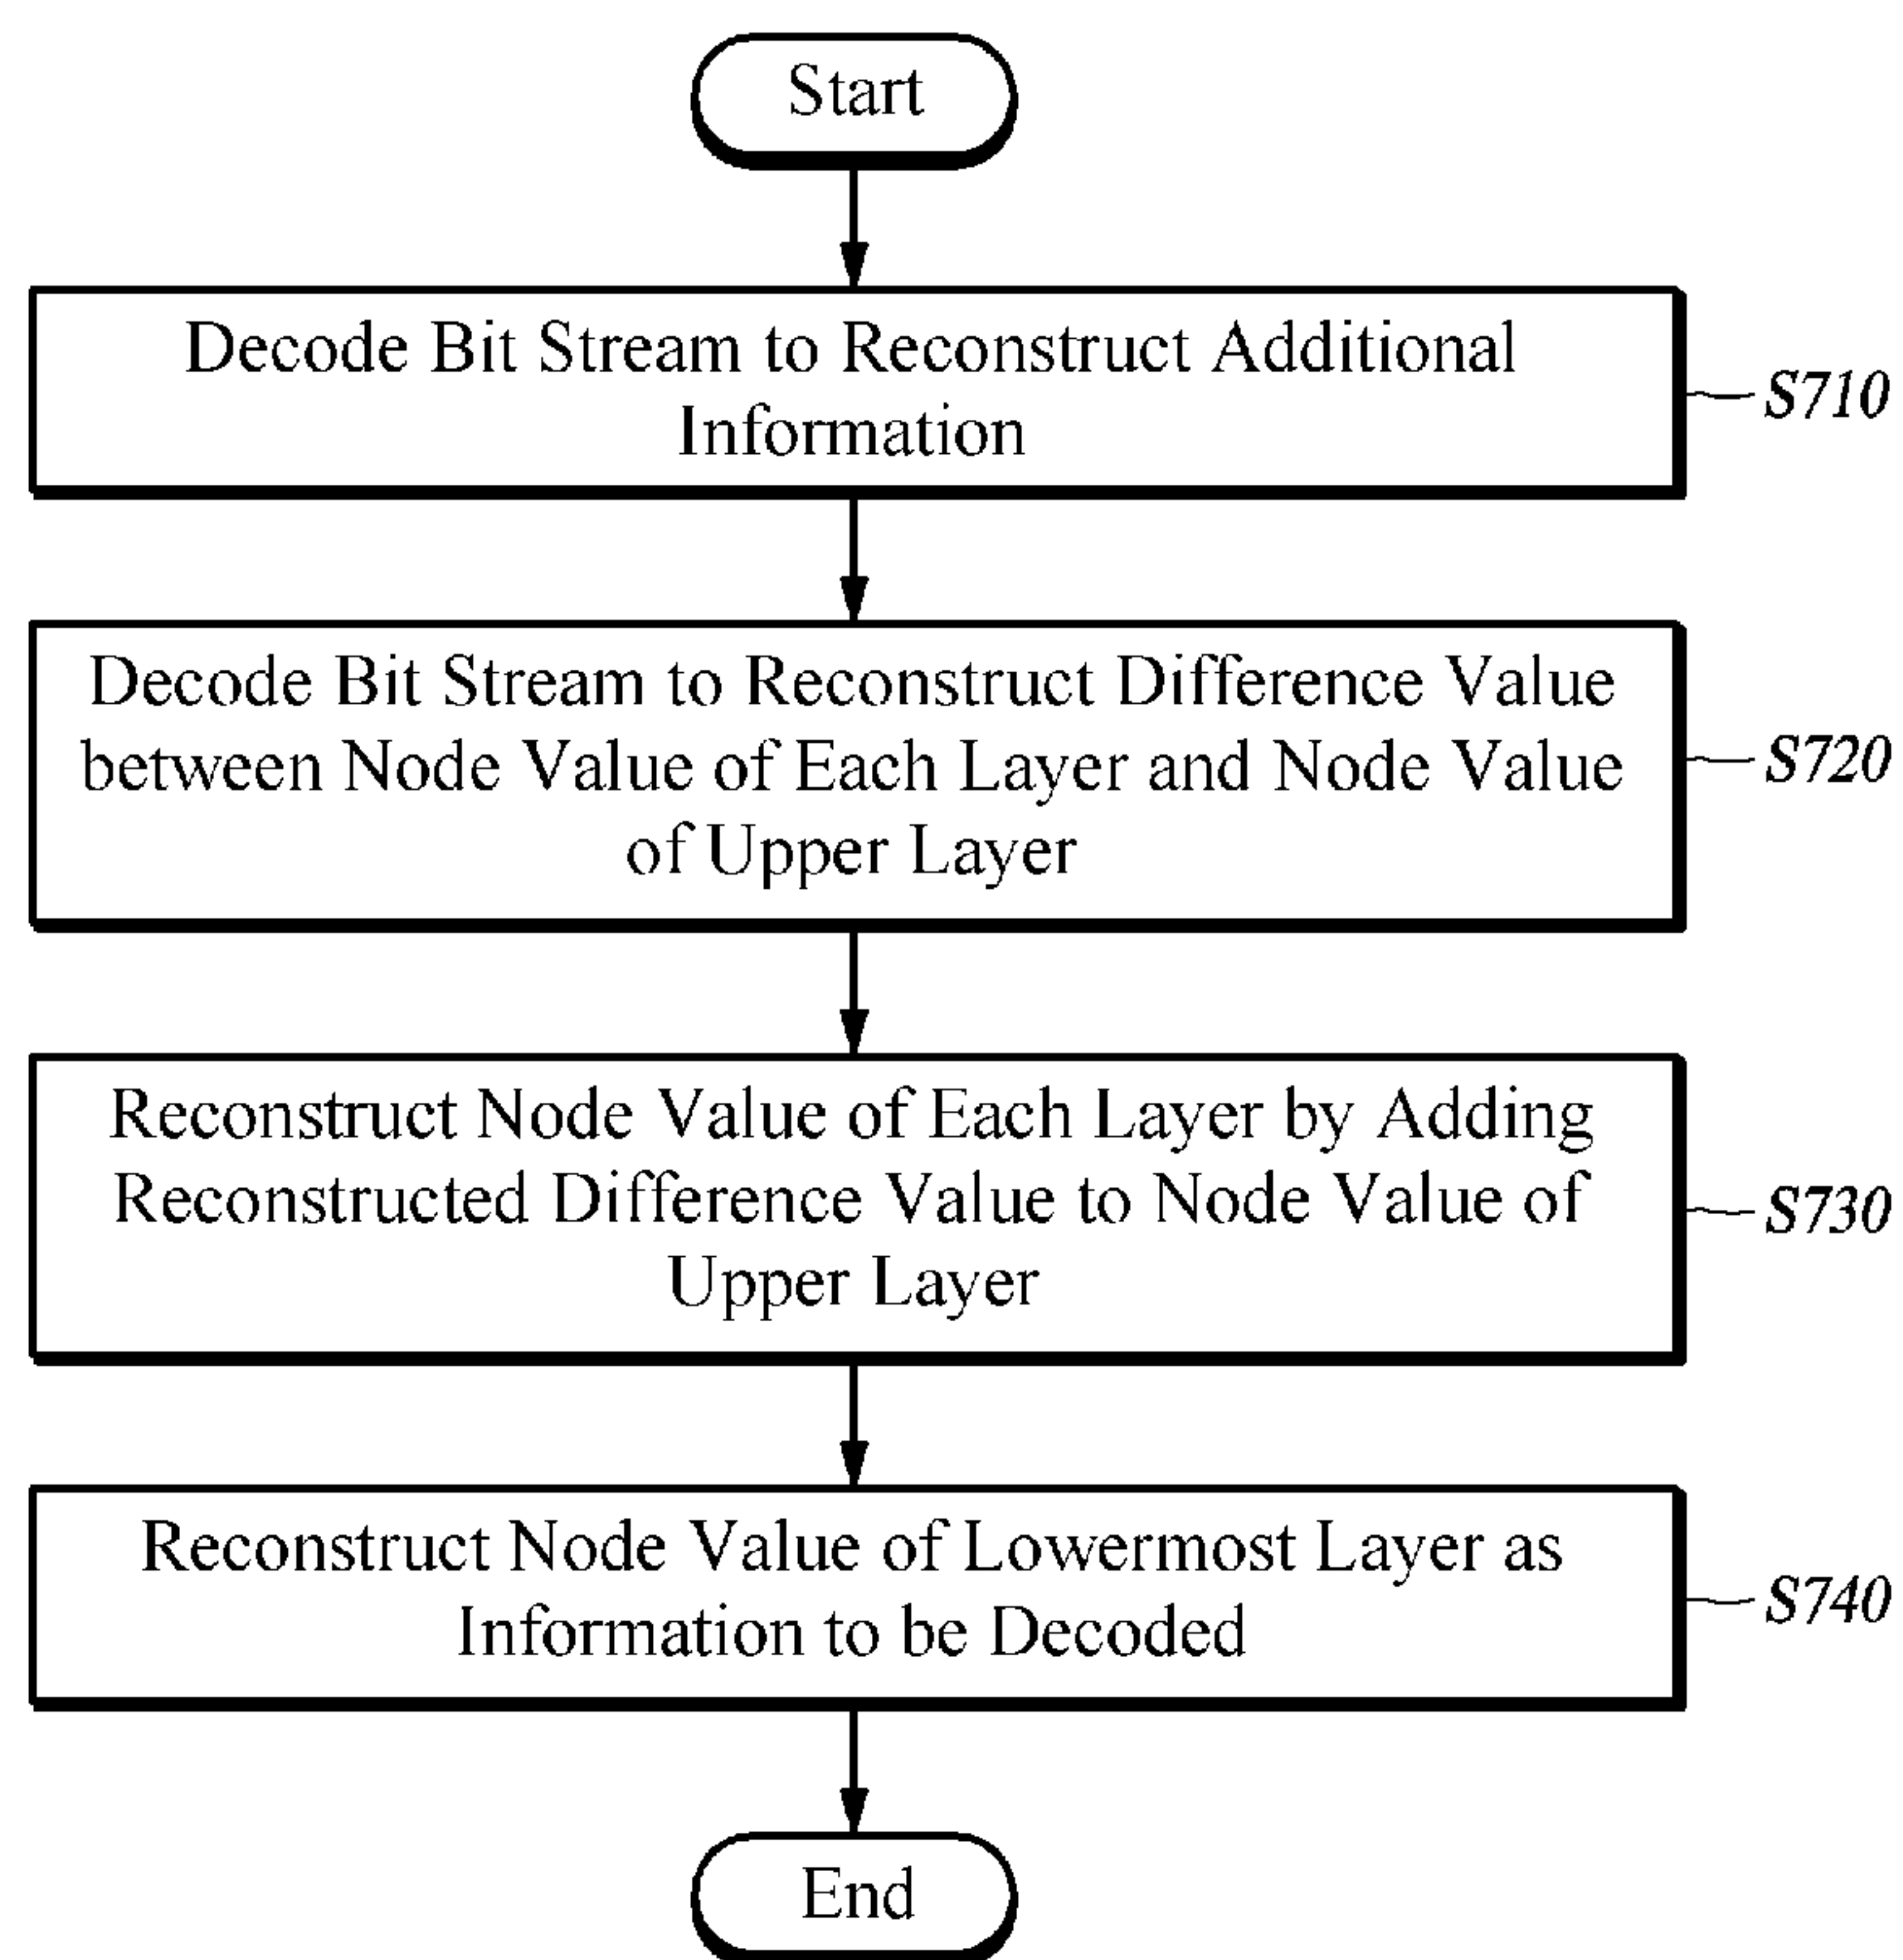 Start
Decode Bit Stream to Reconstruct Additional
Information
S710
Decode Bit Stream to Reconstruct Difference Value
between Node Value of Each Layer and Node Value
of Upper Layer
S720
Reconstruct Node Value of Each Layer by Adding
Reconstructed Difference Value to Node Value of
Upper Layer
S730
Reconstruct Node Value of Lowermost Layer as
Information to be Decoded
S740
End